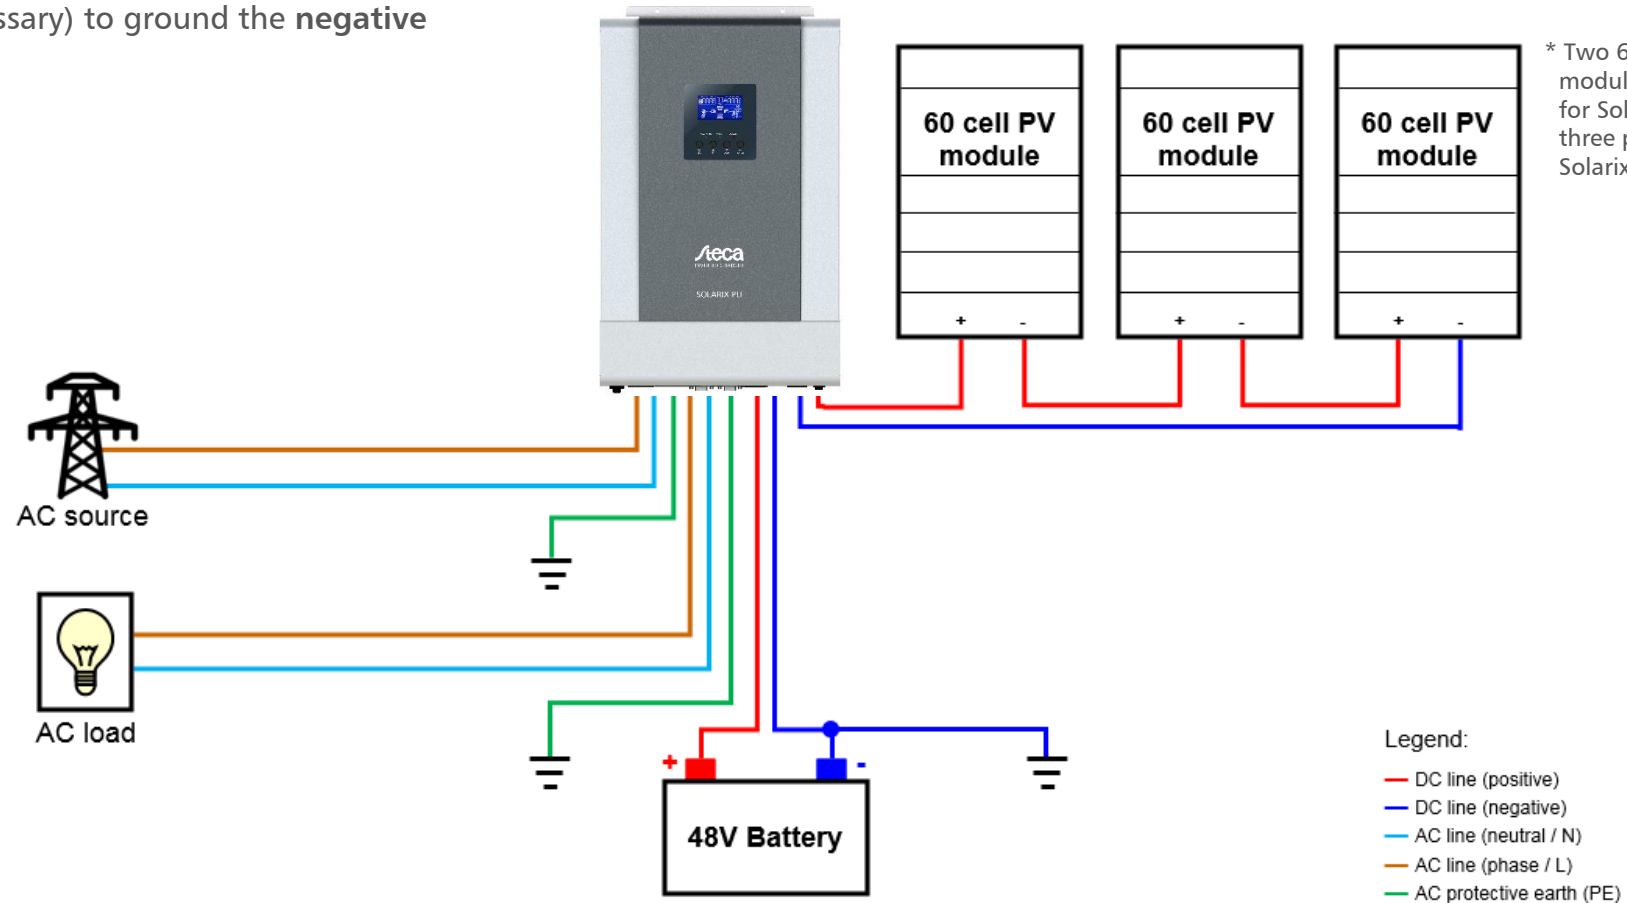 ssary) to ground the negative
* Two 6
modul
for Sol
three p
Solarix
60 cell PV
module
+ -
60 cell PV
module
+ -
60 cell PV
module
+ -
Steca
SOLARIX PLI
AC source
AC load
+ -
48V Battery
Legend:
DC line (positive)
DC line (negative)
AC line (neutral / N)
AC line (phase / L)
AC protective earth (PE)